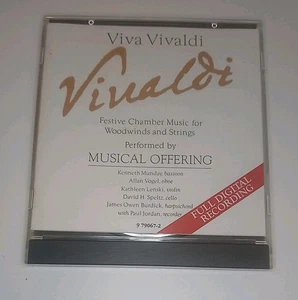 Viva Vivaldi
Vivaldi
Festive Chamber Music for
Woodwinds and Strings
Performed by
MUSICAL OFFERING
Kenneth Munday, bassoon
Allan Vogel, oboe
Kathleen Lenski, violin
David H. Speltz, cello
James Owen Burdick, harpsichord
with Paul Jordan, recorder
9 79067-2
FULL DIGITAL
RECORDING